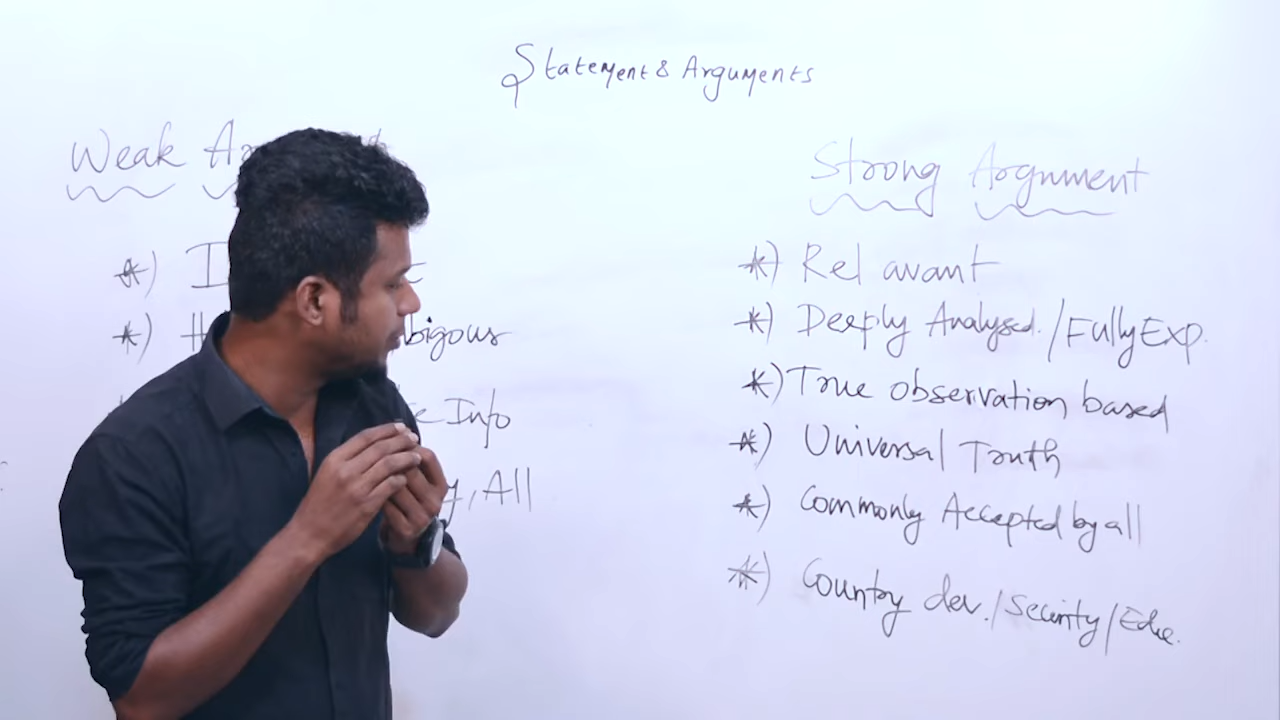 Statement & Arguments
Weak
*)
*)
Info
, All
Strong Argument
*) Relavant
*) Deeply Analysed. / Fully Exp.
*) True observation based
*) Universal Truth
*) Commonly Accepted by all
*) Country dev. / Security / Edu.